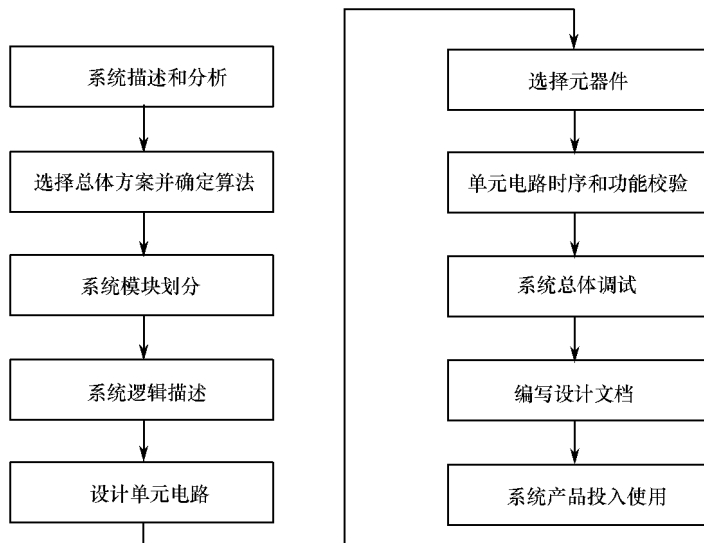 系统描述和分析
选择总体方案并确定算法
系统模块划分
系统逻辑描述
设计单元电路
选择元器件
单元电路时序和功能校验
系统总体调试
编写设计文档
系统产品投入使用